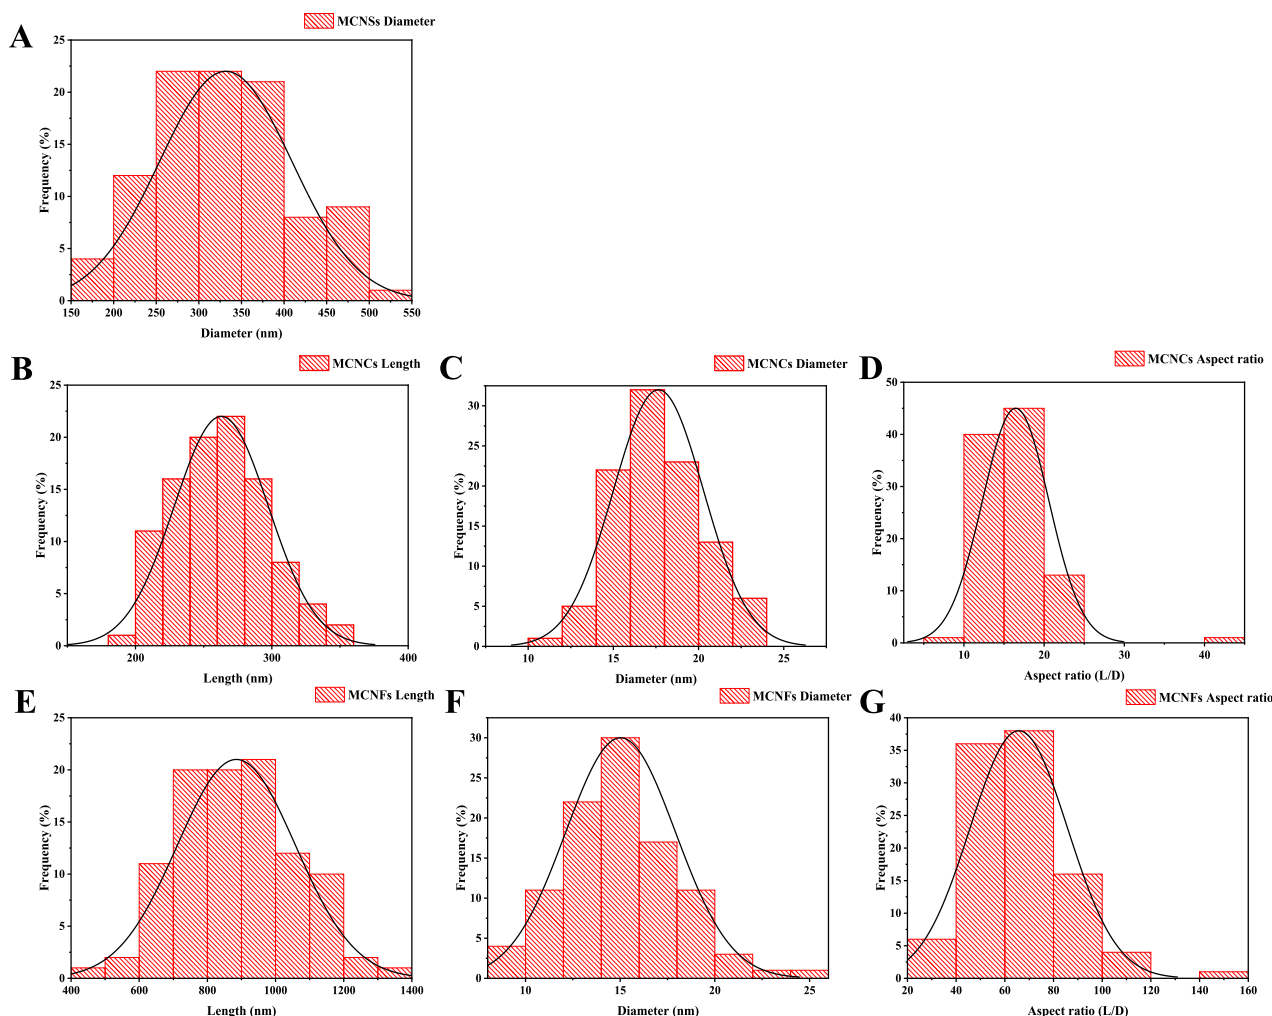 A
MCNSs Diameter
Frequency (%)
25
20
15
10
5
0
150 200 250 300 350 400 450 500 550
Diameter (nm)
B
MCNCs Length
Frequency (%)
25
20
15
10
5
0
200 300 400
Length (nm)
C
MCNCs Diameter
Frequency (%)
30
25
20
15
10
5
0
10 15 20 25
Diameter (nm)
D
MCNCs Aspect ratio
Frequency (%)
50
40
30
20
10
0
10 20 30 40
Aspect ratio (L/D)
E
MCNFs Length
Frequency (%)
25
20
15
10
5
0
400 600 800 1000 1200 1400
Length (nm)
F
MCNFs Diameter
Frequency (%)
30
25
20
15
10
5
0
10 15 20 25
Diameter (nm)
G
MCNFs Aspect ratio
Frequency (%)
40
35
30
25
20
15
10
5
0
20 40 60 80 100 120 140 160
Aspect ratio (L/D)